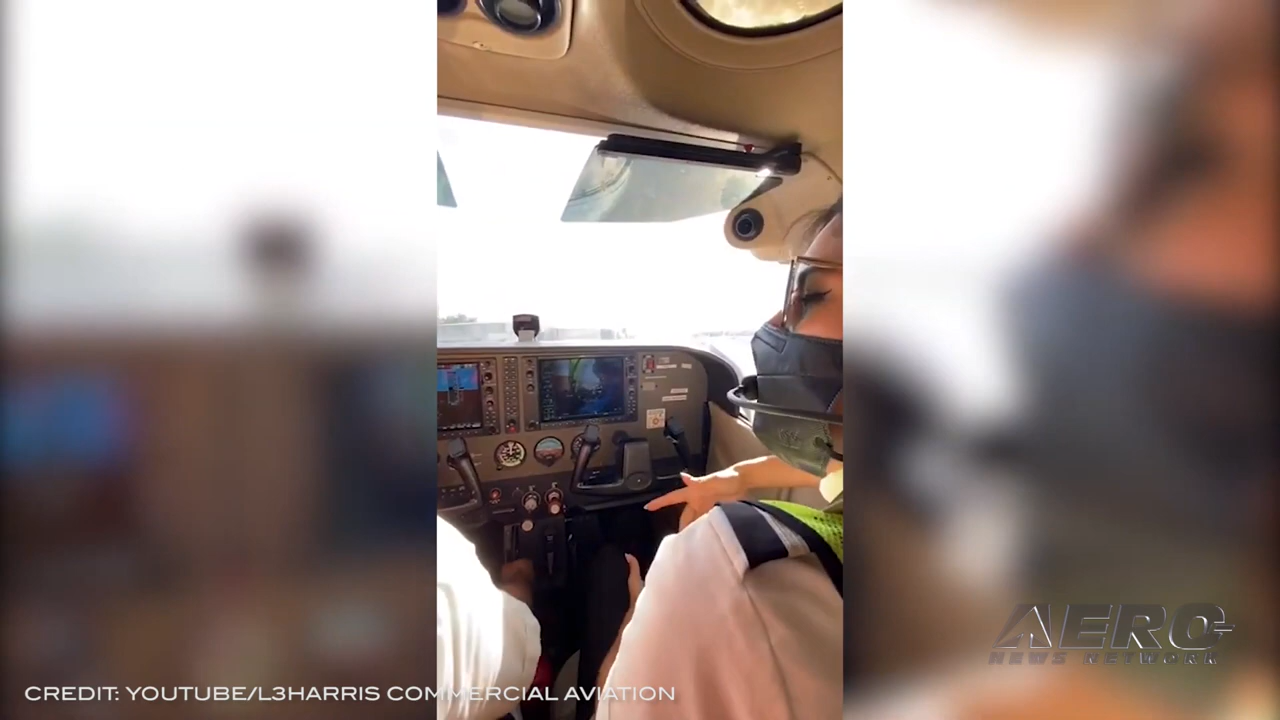 AERO
NEWS NETWORK
CREDIT: YOUTUBE/L3HARRIS COMMERCIAL AVIATION